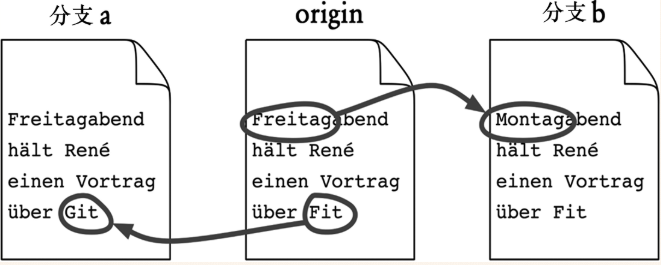 分支 a
Freitagabend
hält René
einen Vortrag
über Git
origin
Freitagabend
hält René
einen Vortrag
über Fit
分支 b
Montagabend
hält René
einen Vortrag
über Fit